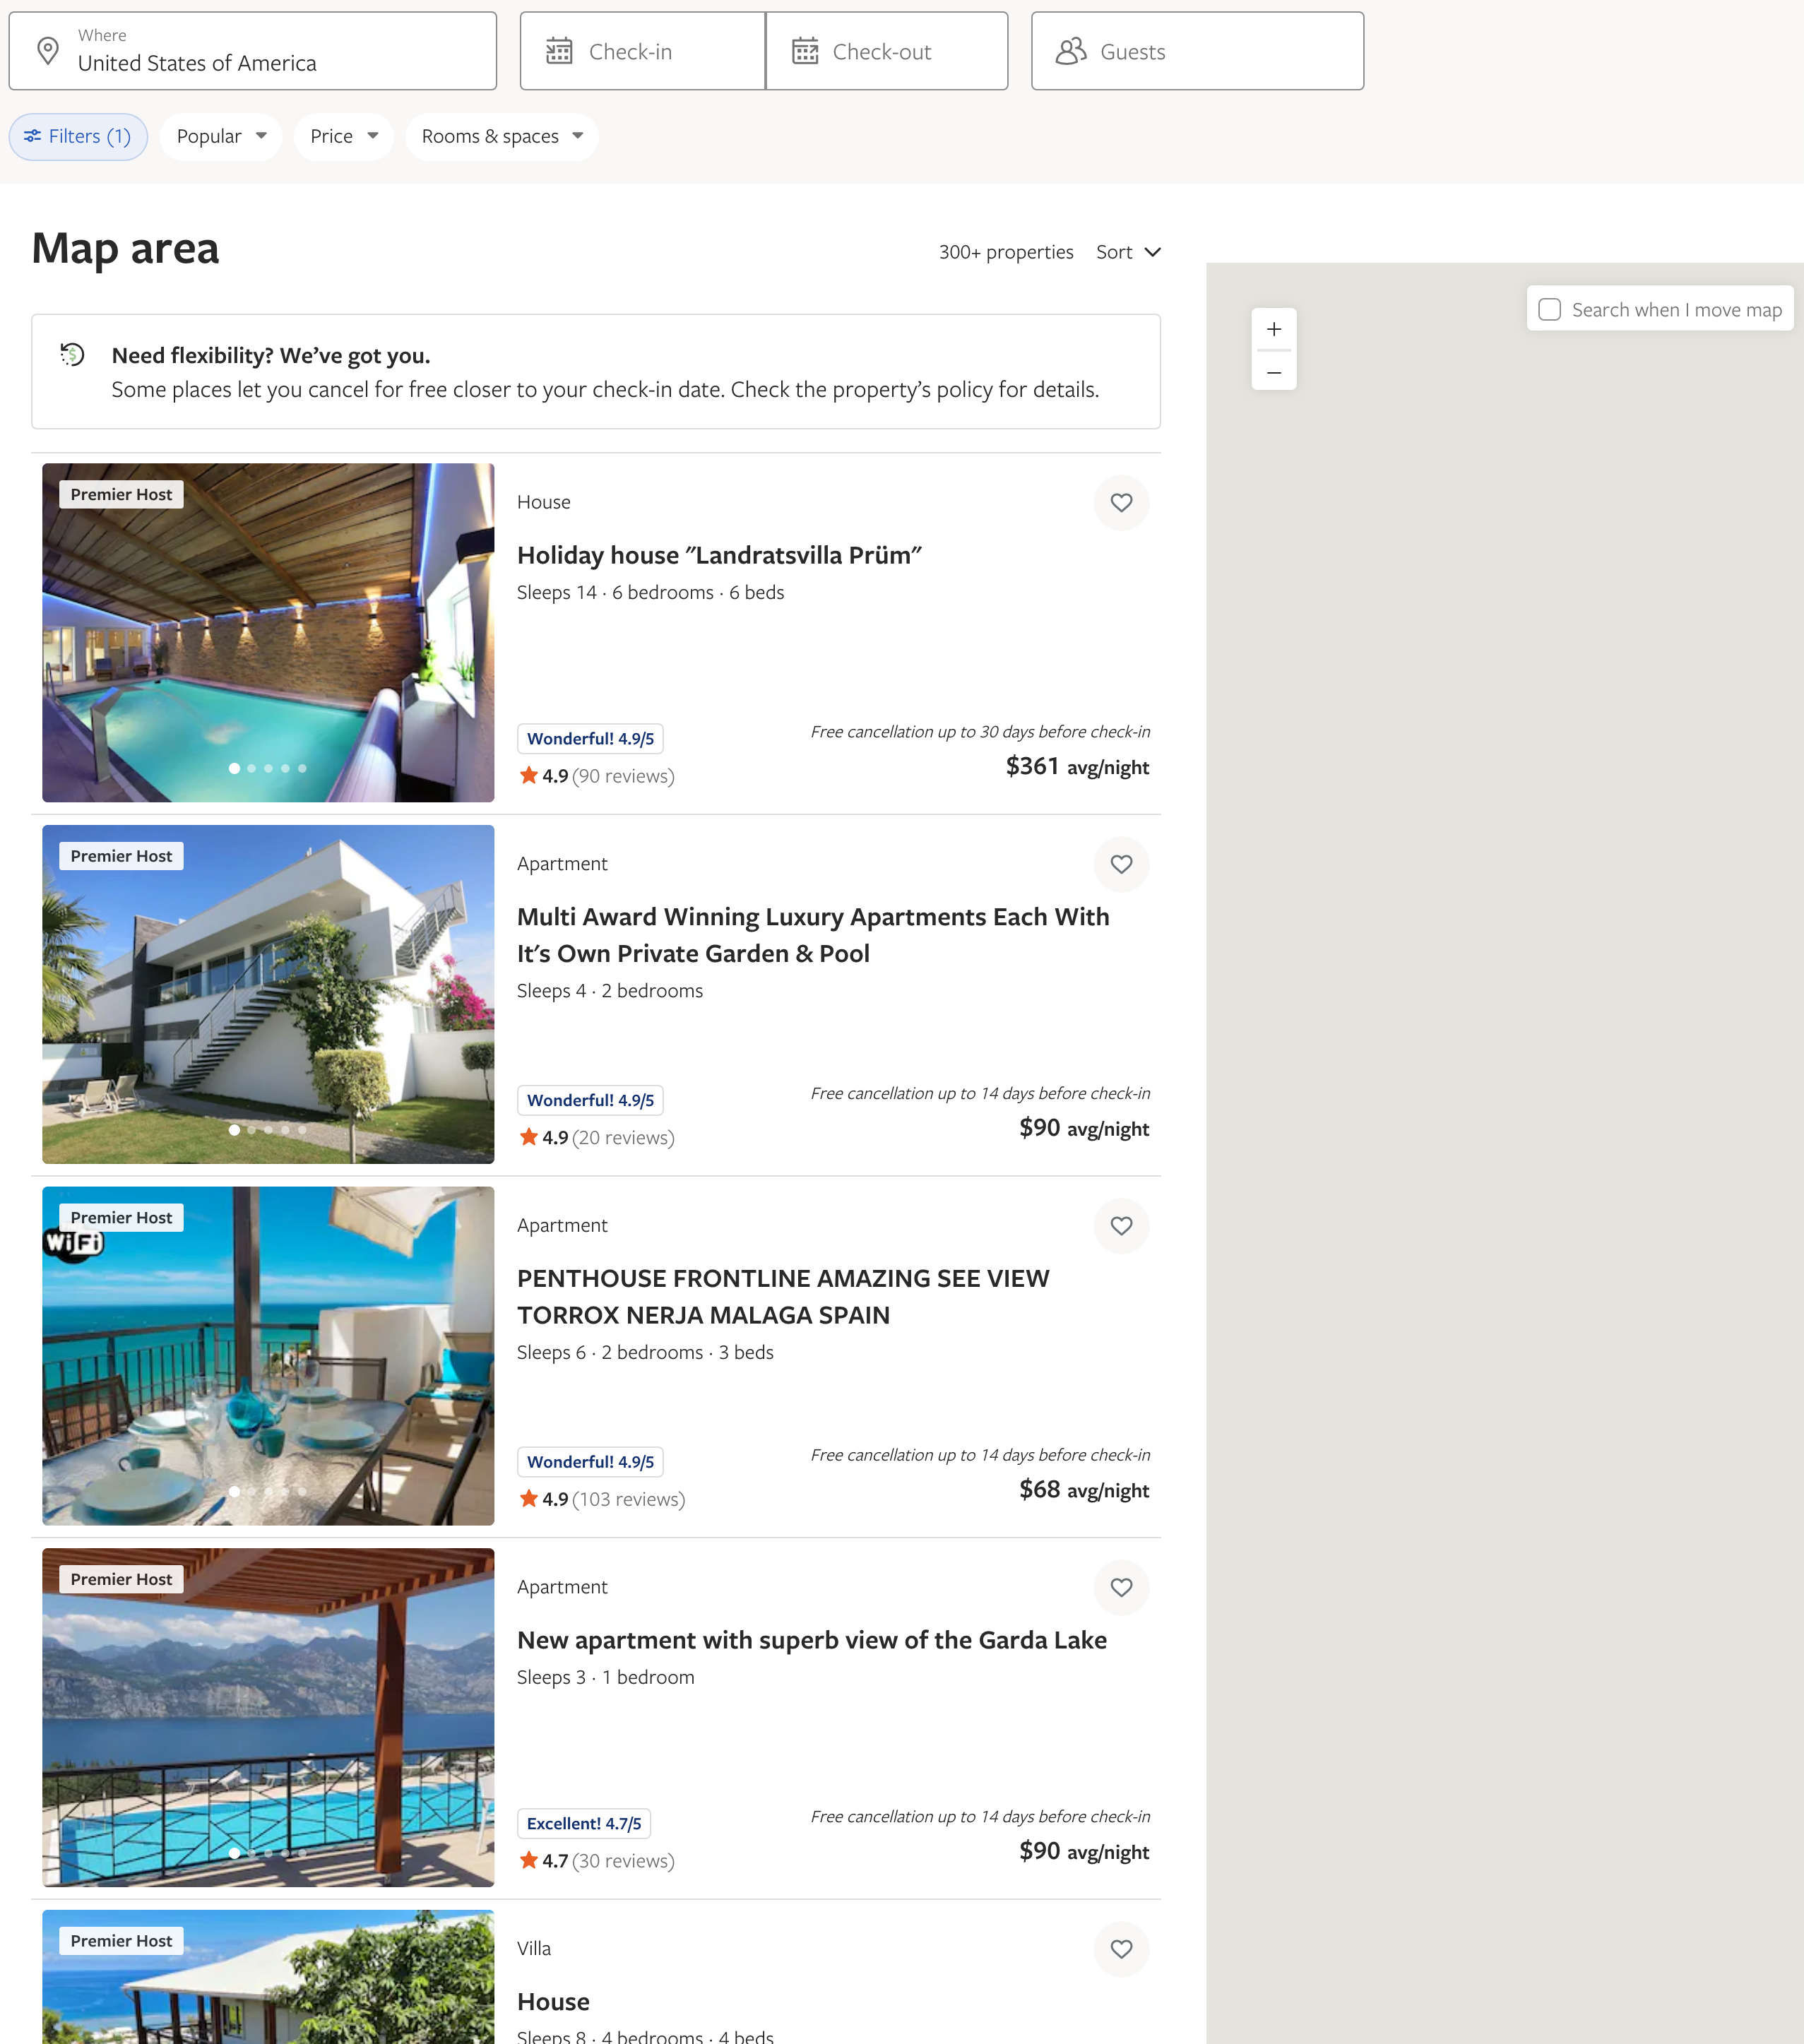 Where
United States of America
Check-in
Check-out
Guests
Filters (1)
Popular
Price
Rooms & spaces
Map area
300+ properties
Sort
Search when I move map
Need flexibility? We’ve got you.
Some places let you cancel for free closer to your check-in date. Check the property’s policy for details.
Premier Host
House
Holiday house "Landratsvilla Prüm"
Sleeps 14 · 6 bedrooms · 6 beds
Wonderful! 4.9/5
4.9 (90 reviews)
Free cancellation up to 30 days before check-in
$361 avg/night
Premier Host
Apartment
Multi Award Winning Luxury Apartments Each With
It's Own Private Garden & Pool
Sleeps 4 · 2 bedrooms
Wonderful! 4.9/5
4.9 (20 reviews)
Free cancellation up to 14 days before check-in
$90 avg/night
Premier Host
WiFi
Apartment
PENTHOUSE FRONTLINE AMAZING SEE VIEW
TORROX NERJA MALAGA SPAIN
Sleeps 6 · 2 bedrooms · 3 beds
Wonderful! 4.9/5
4.9 (103 reviews)
Free cancellation up to 14 days before check-in
$68 avg/night
Premier Host
Apartment
New apartment with superb view of the Garda Lake
Sleeps 3 · 1 bedroom
Excellent! 4.7/5
4.7 (30 reviews)
Free cancellation up to 14 days before check-in
$90 avg/night
Premier Host
Villa
House
Sleeps 8 · 4 bedrooms · 4 beds